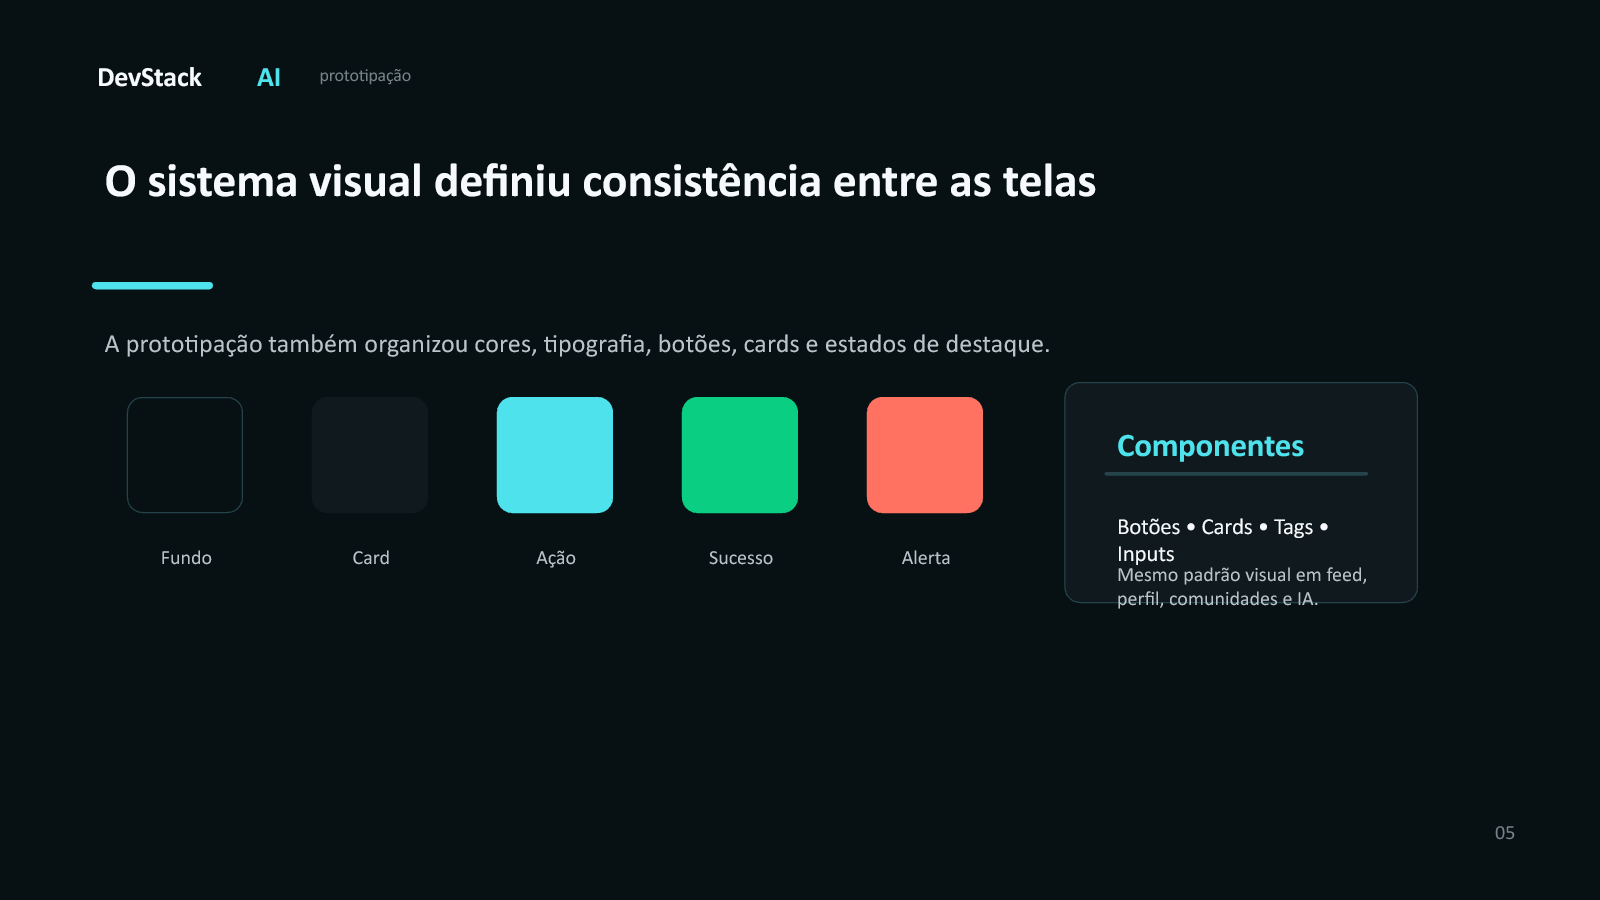 DevStack AI prototipação
O sistema visual definiu consistência entre as telas
A prototipação também organizou cores, tipografia, botões, cards e estados de destaque.
Fundo
Card
Ação
Sucesso
Alerta
Componentes
Botões • Cards • Tags •
Inputs
Mesmo padrão visual em feed,
perfil, comunidades e IA.
05